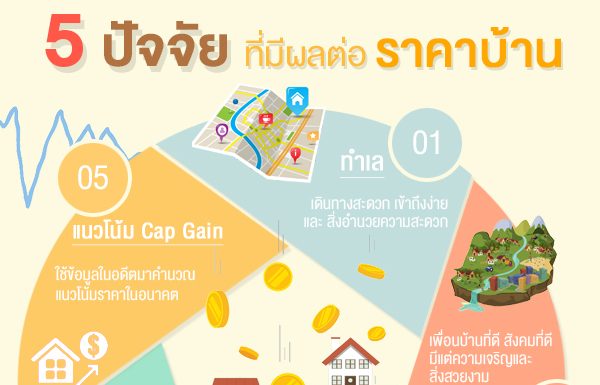 5 ปัจจัย ที่มีผลต่อ ราคาบ้าน
01
ทำเล
เดินทางสะดวก เข้าถึงง่าย
และ สิ่งอำนวยความสะดวก
05
แนวโน้ม Cap Gain
ใช้ข้อมูลในอดีตมาคำนวณ
แนวโน้มราคาในอนาคต
เพื่อนบ้านที่ดี สังคมที่ดี
มีแต่ความเจริญและ
สิ่งสวยงาม